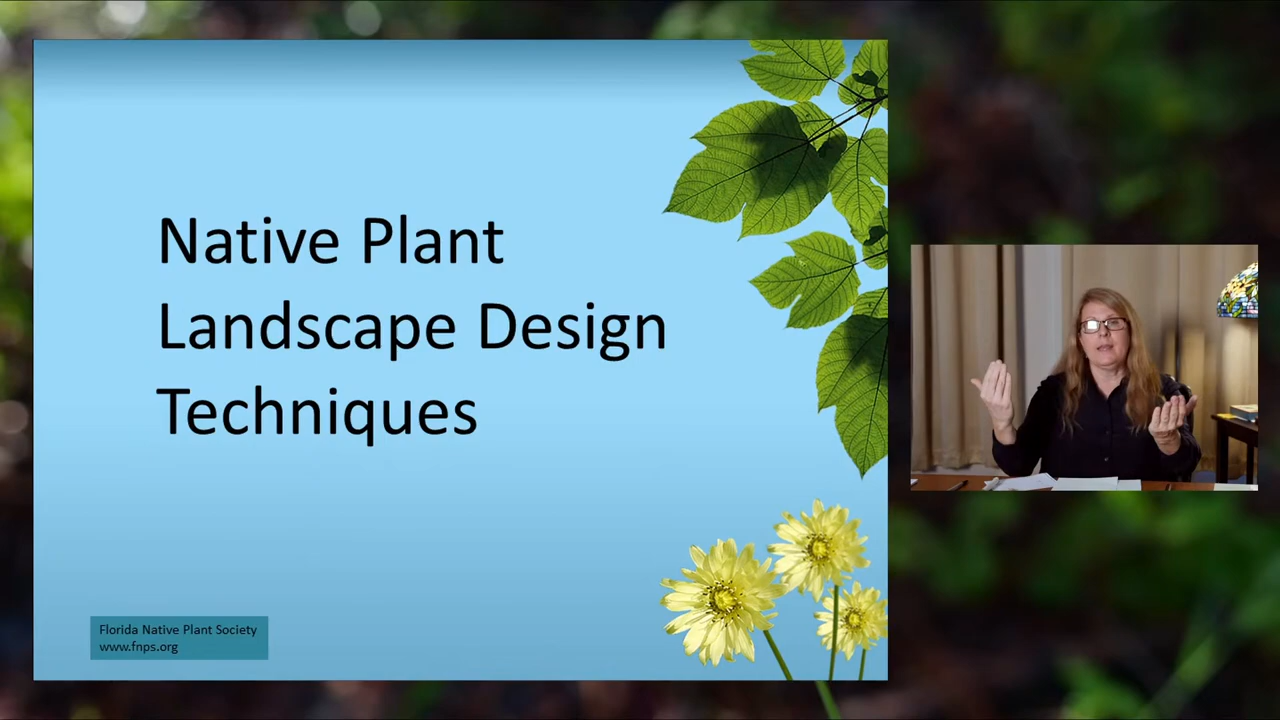 Native Plant
Landscape Design
Techniques
Florida Native Plant Society
www.fnps.org